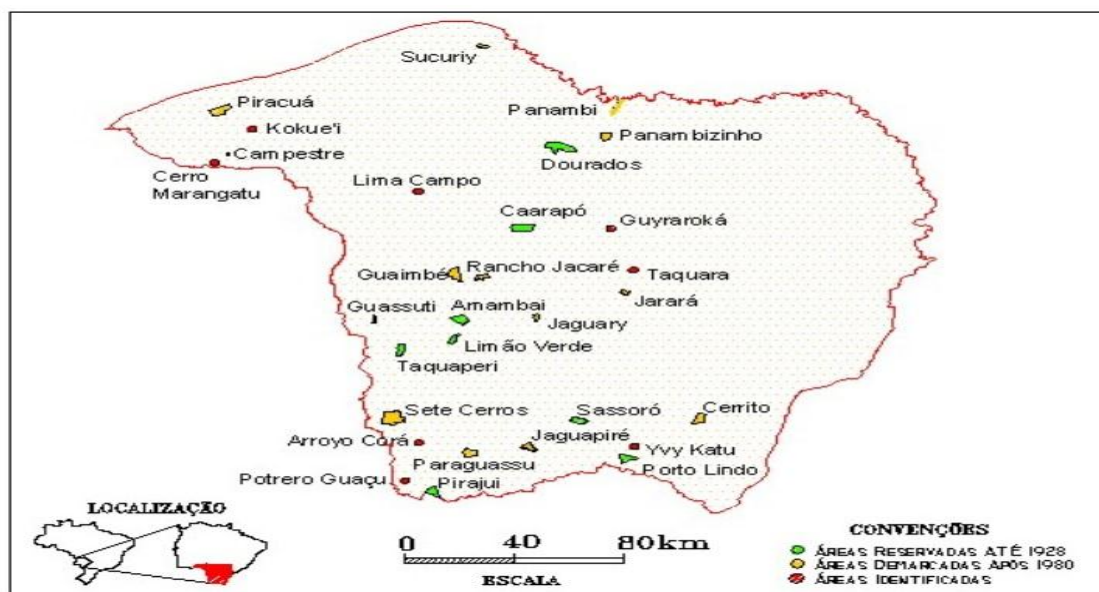 Sucuriy
Piracuá
Panambi
Kokue'i
Panambizinho
Campestre
Dourados
Cerro
Marangatu
Lima Campo
Caarapó
Guyraroká
Guaimbé
Rancho Jacaré
Taquara
Jarará
Guassuti
Amambai
Jaguary
Limão Verde
Taquaperi
Sete Cerros
Sassoró
Cerrito
Arroyo Corá
Jaguapiré
Yvy Katu
Paraguassu
Porto Lindo
Potrero Guaçu
Pirajui
LOCALIZAÇÃO
0 40 80km
ESCALA
CONVENÇÕES
ÁREAS RESERVADAS ATÉ 1928
ÁREAS DEMARCADAS APÓS 1980
ÁREAS IDENTIFICADAS